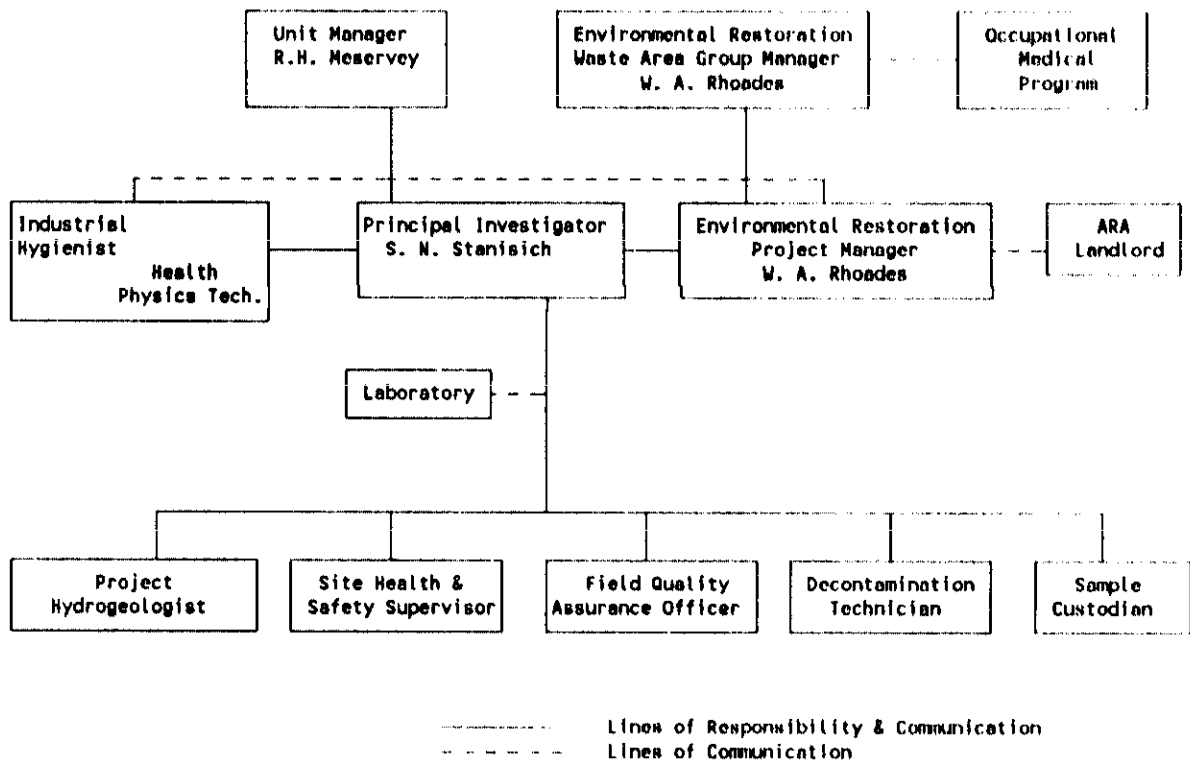 Unit Manager
R.H. Meservey
Environmental Restoration
Waste Area Group Manager
W. A. Rhoades
Occupational
Medical
Program
Industrial
Hygienist
Health
Physics Tech.
Principal Investigator
S. N. Stanisich
Environmental Restoration
Project Manager
W. A. Rhoades
ARA
Landlord
Laboratory
Project
Hydrogeologist
Site Health &
Safety Supervisor
Field Quality
Assurance Officer
Decontamination
Technician
Sample
Custodian
Lines of Responsibility & Communication
Lines of Communication